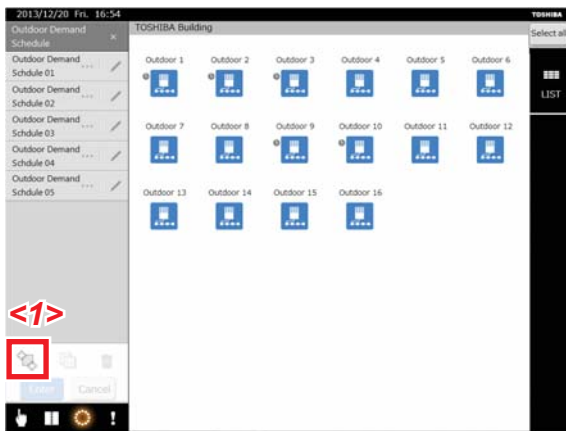 2013/12/20 Fri. 16:54
TOSHIBA
Outdoor Demand
Schedule
×
TOSHIBA Building
Select all
LIST
Outdoor Demand
Schdule 01
Outdoor Demand
Schdule 02
Outdoor Demand
Schdule 03
Outdoor Demand
Schdule 04
Outdoor Demand
Schdule 05
Outdoor 1 Outdoor 2 Outdoor 3 Outdoor 4 Outdoor 5 Outdoor 6
Outdoor 7 Outdoor 8 Outdoor 9 Outdoor 10 Outdoor 11 Outdoor 12
Outdoor 13 Outdoor 14 Outdoor 15 Outdoor 16
<1>
Enter Cancel